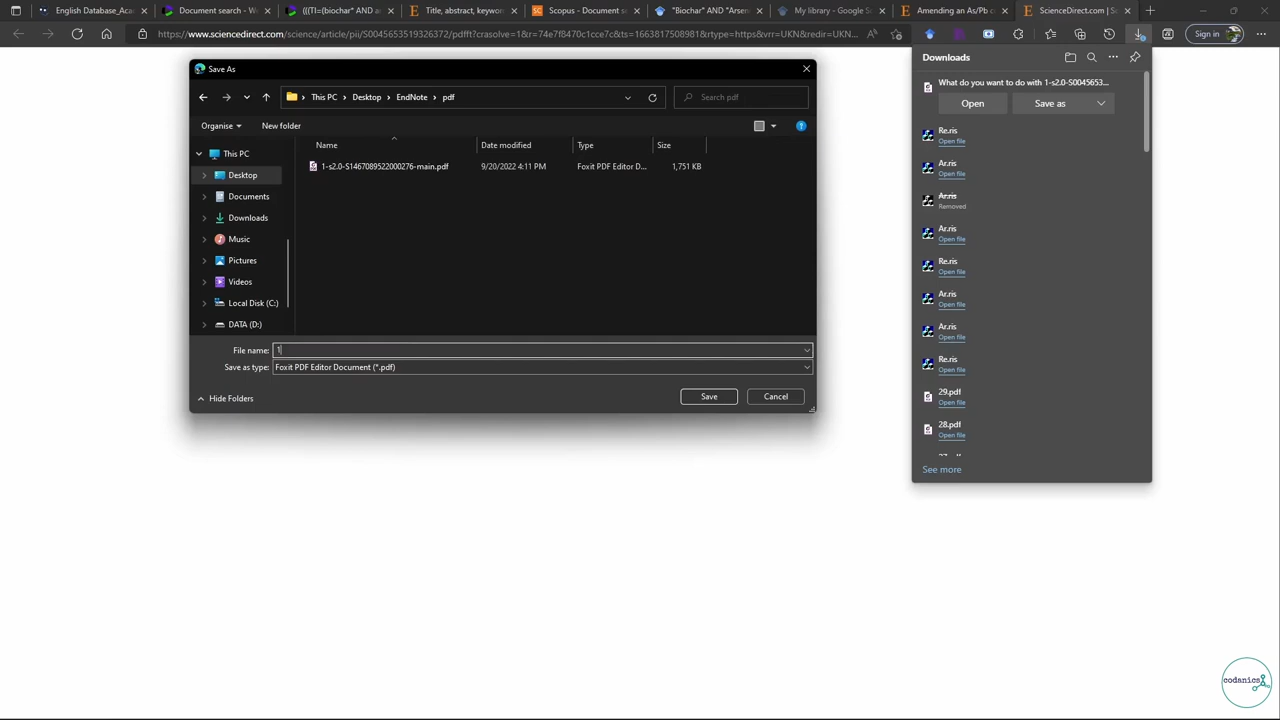 English Database_Acad
Document search - We
(((TI=(biochar* AND a
Title, abstract, keywor
Scopus - Document se
"Biochar" AND "Arsen
My library - Google S
Amending an As/Pb c
ScienceDirect.com | Sc
https://www.sciencedirect.com/science/article/pii/S0045653519326372/pdfft?crasolve=1&r=74e7f8470c1cce7c&ts=1663817508981&rtype=https&vrr=UKN&redir=UKN...
Sign in
Save As
This PC
Desktop
EndNote
pdf
Search pdf
Organise
New folder
Name
Date modified
Type
Size
This PC
1-s2.0-S1467089522000276-main.pdf
9/20/2022 4:11 PM
Foxit PDF Editor D...
1,751 KB
Desktop
Documents
Downloads
Music
Pictures
Videos
Local Disk (C:)
DATA (D:)
File name:
1
Save as type:
Foxit PDF Editor Document (*.pdf)
Hide Folders
Save
Cancel
Downloads
What do you want to do with 1-s2.0-S0045653...
Open
Save as
Re.ris
Open file
Ar.ris
Open file
Ar.ris
Removed
Ar.ris
Open file
Re.ris
Open file
Ar.ris
Open file
Ar.ris
Open file
Re.ris
Open file
29.pdf
Open file
28.pdf
Open file
See more
codanics